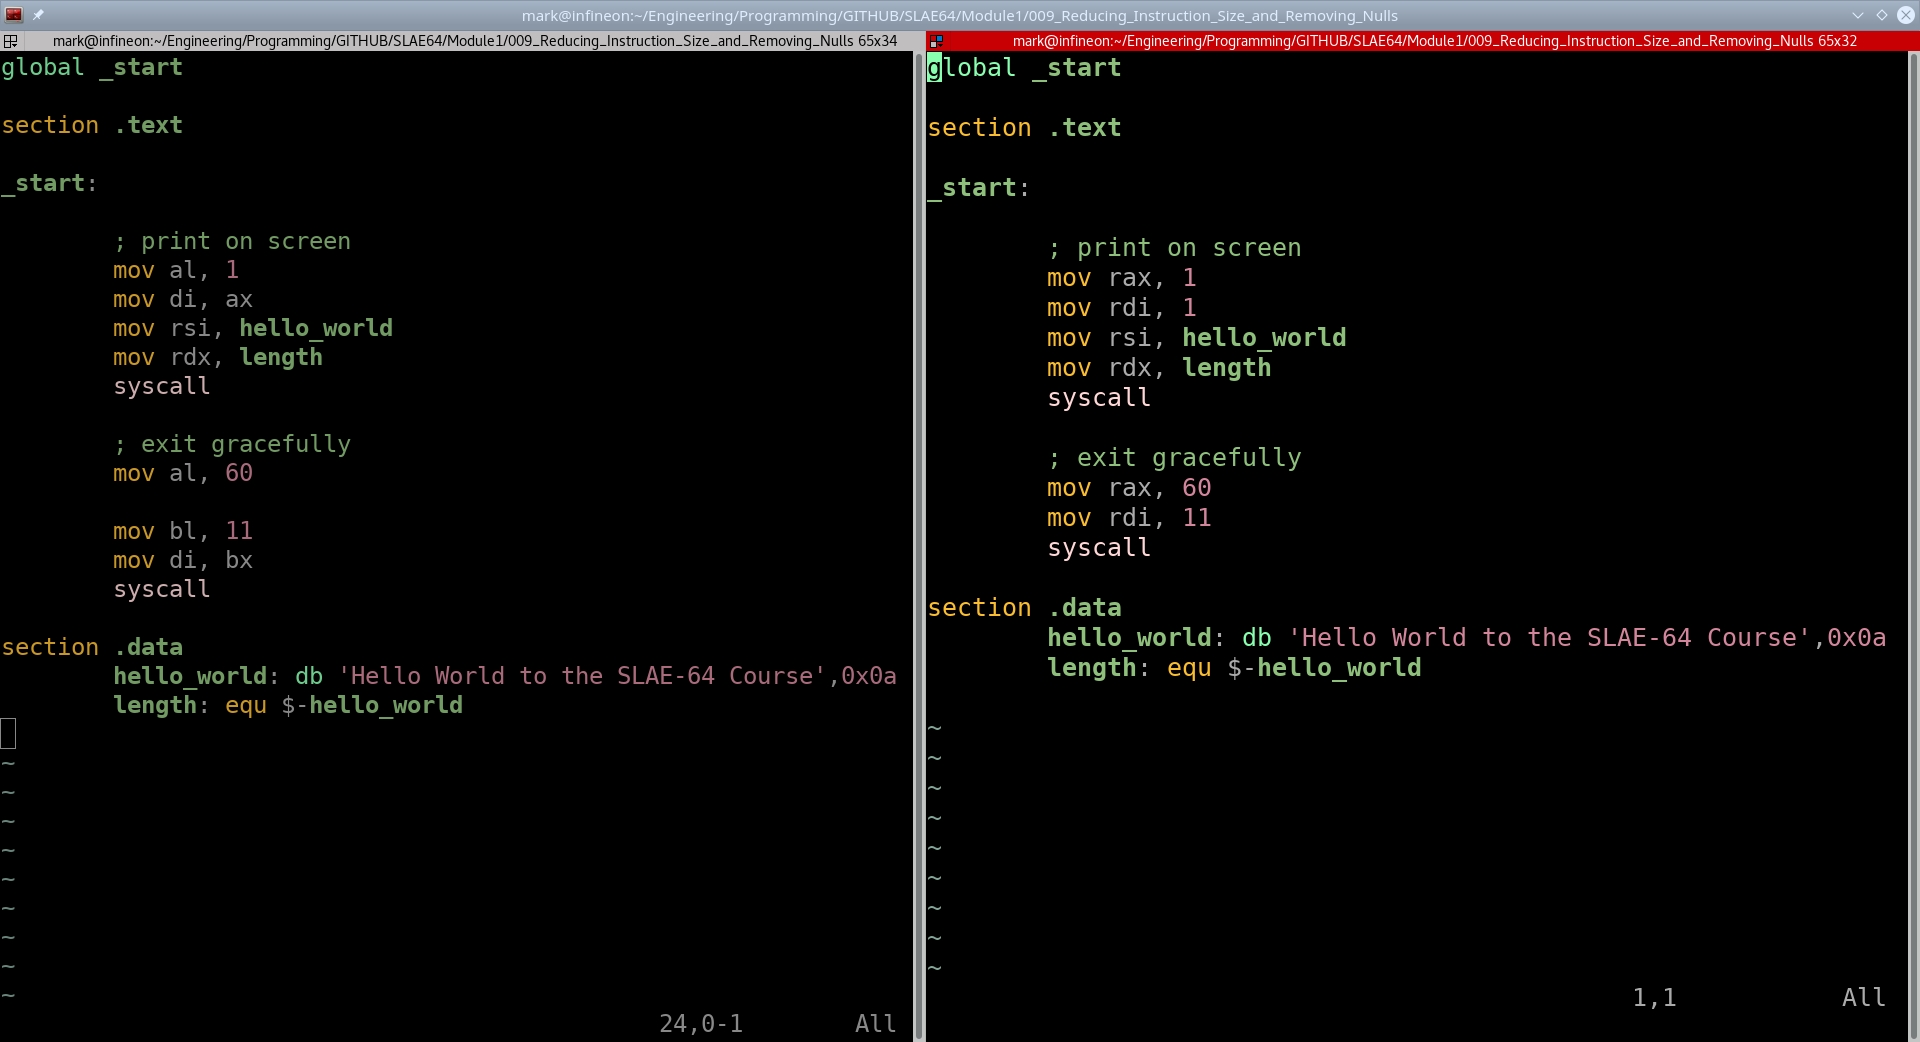 mark@infineon:~/Engineering/Programming/GITHUB/SLAE64/Module1/009_Reducing_Instruction_Size_and_Removing_Nulls
mark@infineon:~/Engineering/Programming/GITHUB/SLAE64/Module1/009_Reducing_Instruction_Size_and_Removing_Nulls 65x34
global _start
section .text
_start:
; print on screen
mov al, 1
mov di, ax
mov rsi, hello_world
mov rdx, length
syscall
; exit gracefully
mov al, 60
mov bl, 11
mov di, bx
syscall
section .data
hello_world: db 'Hello World to the SLAE-64 Course',0x0a
length: equ $-hello_world
~
~
~
~
~
~
~
~
~
24,0-1 All
mark@infineon:~/Engineering/Programming/GITHUB/SLAE64/Module1/009_Reducing_Instruction_Size_and_Removing_Nulls 65x32
global _start
section .text
_start:
; print on screen
mov rax, 1
mov rdi, 1
mov rsi, hello_world
mov rdx, length
syscall
; exit gracefully
mov rax, 60
mov rdi, 11
syscall
section .data
hello_world: db 'Hello World to the SLAE-64 Course',0x0a
length: equ $-hello_world
~
~
~
~
~
~
~
~
~
1,1 All